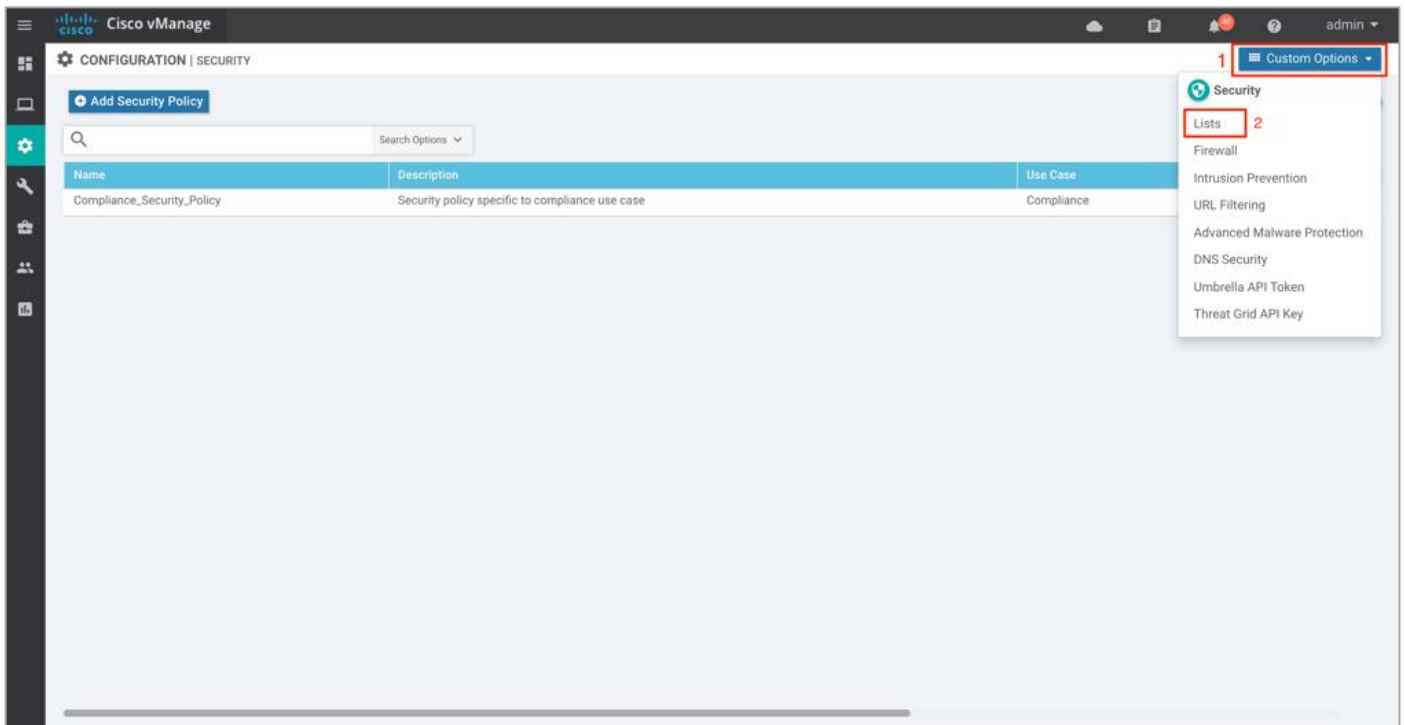 cisco Cisco vManage admin
CONFIGURATION | SECURITY 1 Custom Options
Add Security Policy
Search Options
Name Description Use Case
Compliance_Security_Policy Security policy specific to compliance use case Compliance
Security
Lists 2
Firewall
Intrusion Prevention
URL Filtering
Advanced Malware Protection
DNS Security
Umbrella API Token
Threat Grid API Key